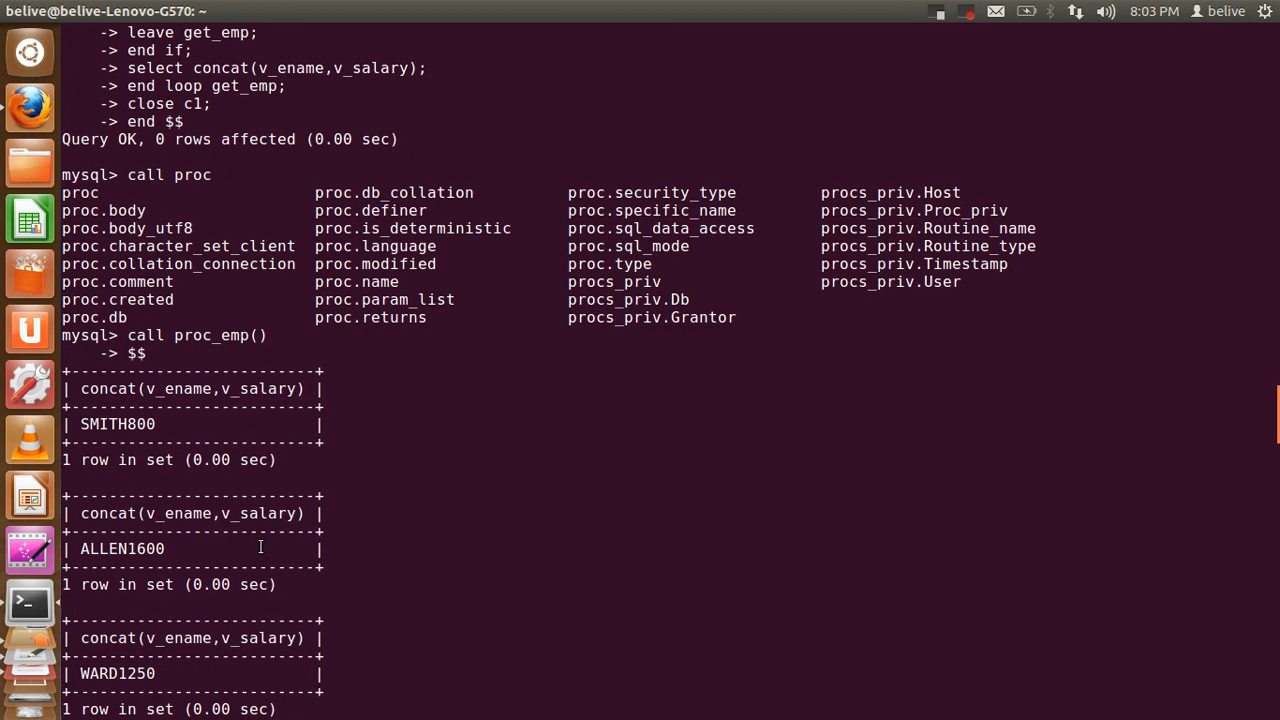 belive@belive-Lenovo-G570: ~ 8:03 PM belive
-> leave get_emp;
-> end if;
-> select concat(v_ename,v_salary);
-> end loop get_emp;
-> close c1;
-> end $$
Query OK, 0 rows affected (0.00 sec)
mysql> call proc
proc proc.db_collation proc.security_type procs_priv.Host
proc.body proc.definer proc.specific_name procs_priv.Proc_priv
proc.body_utf8 proc.is_deterministic proc.sql_data_access procs_priv.Routine_name
proc.character_set_client proc.language proc.sql_mode procs_priv.Routine_type
proc.collation_connection proc.modified proc.type procs_priv.Timestamp
proc.comment proc.name procs_priv procs_priv.User
proc.created proc.param_list procs_priv.Db
proc.db proc.returns procs_priv.Grantor
mysql> call proc_emp()
-> $$
+-------------------------+
| concat(v_ename,v_salary) |
+-------------------------+
| SMITH800 |
+-------------------------+
1 row in set (0.00 sec)
+-------------------------+
| concat(v_ename,v_salary) |
+-------------------------+
| ALLEN1600 |
+-------------------------+
1 row in set (0.00 sec)
+-------------------------+
| concat(v_ename,v_salary) |
+-------------------------+
| WARD1250 |
+-------------------------+
1 row in set (0.00 sec)